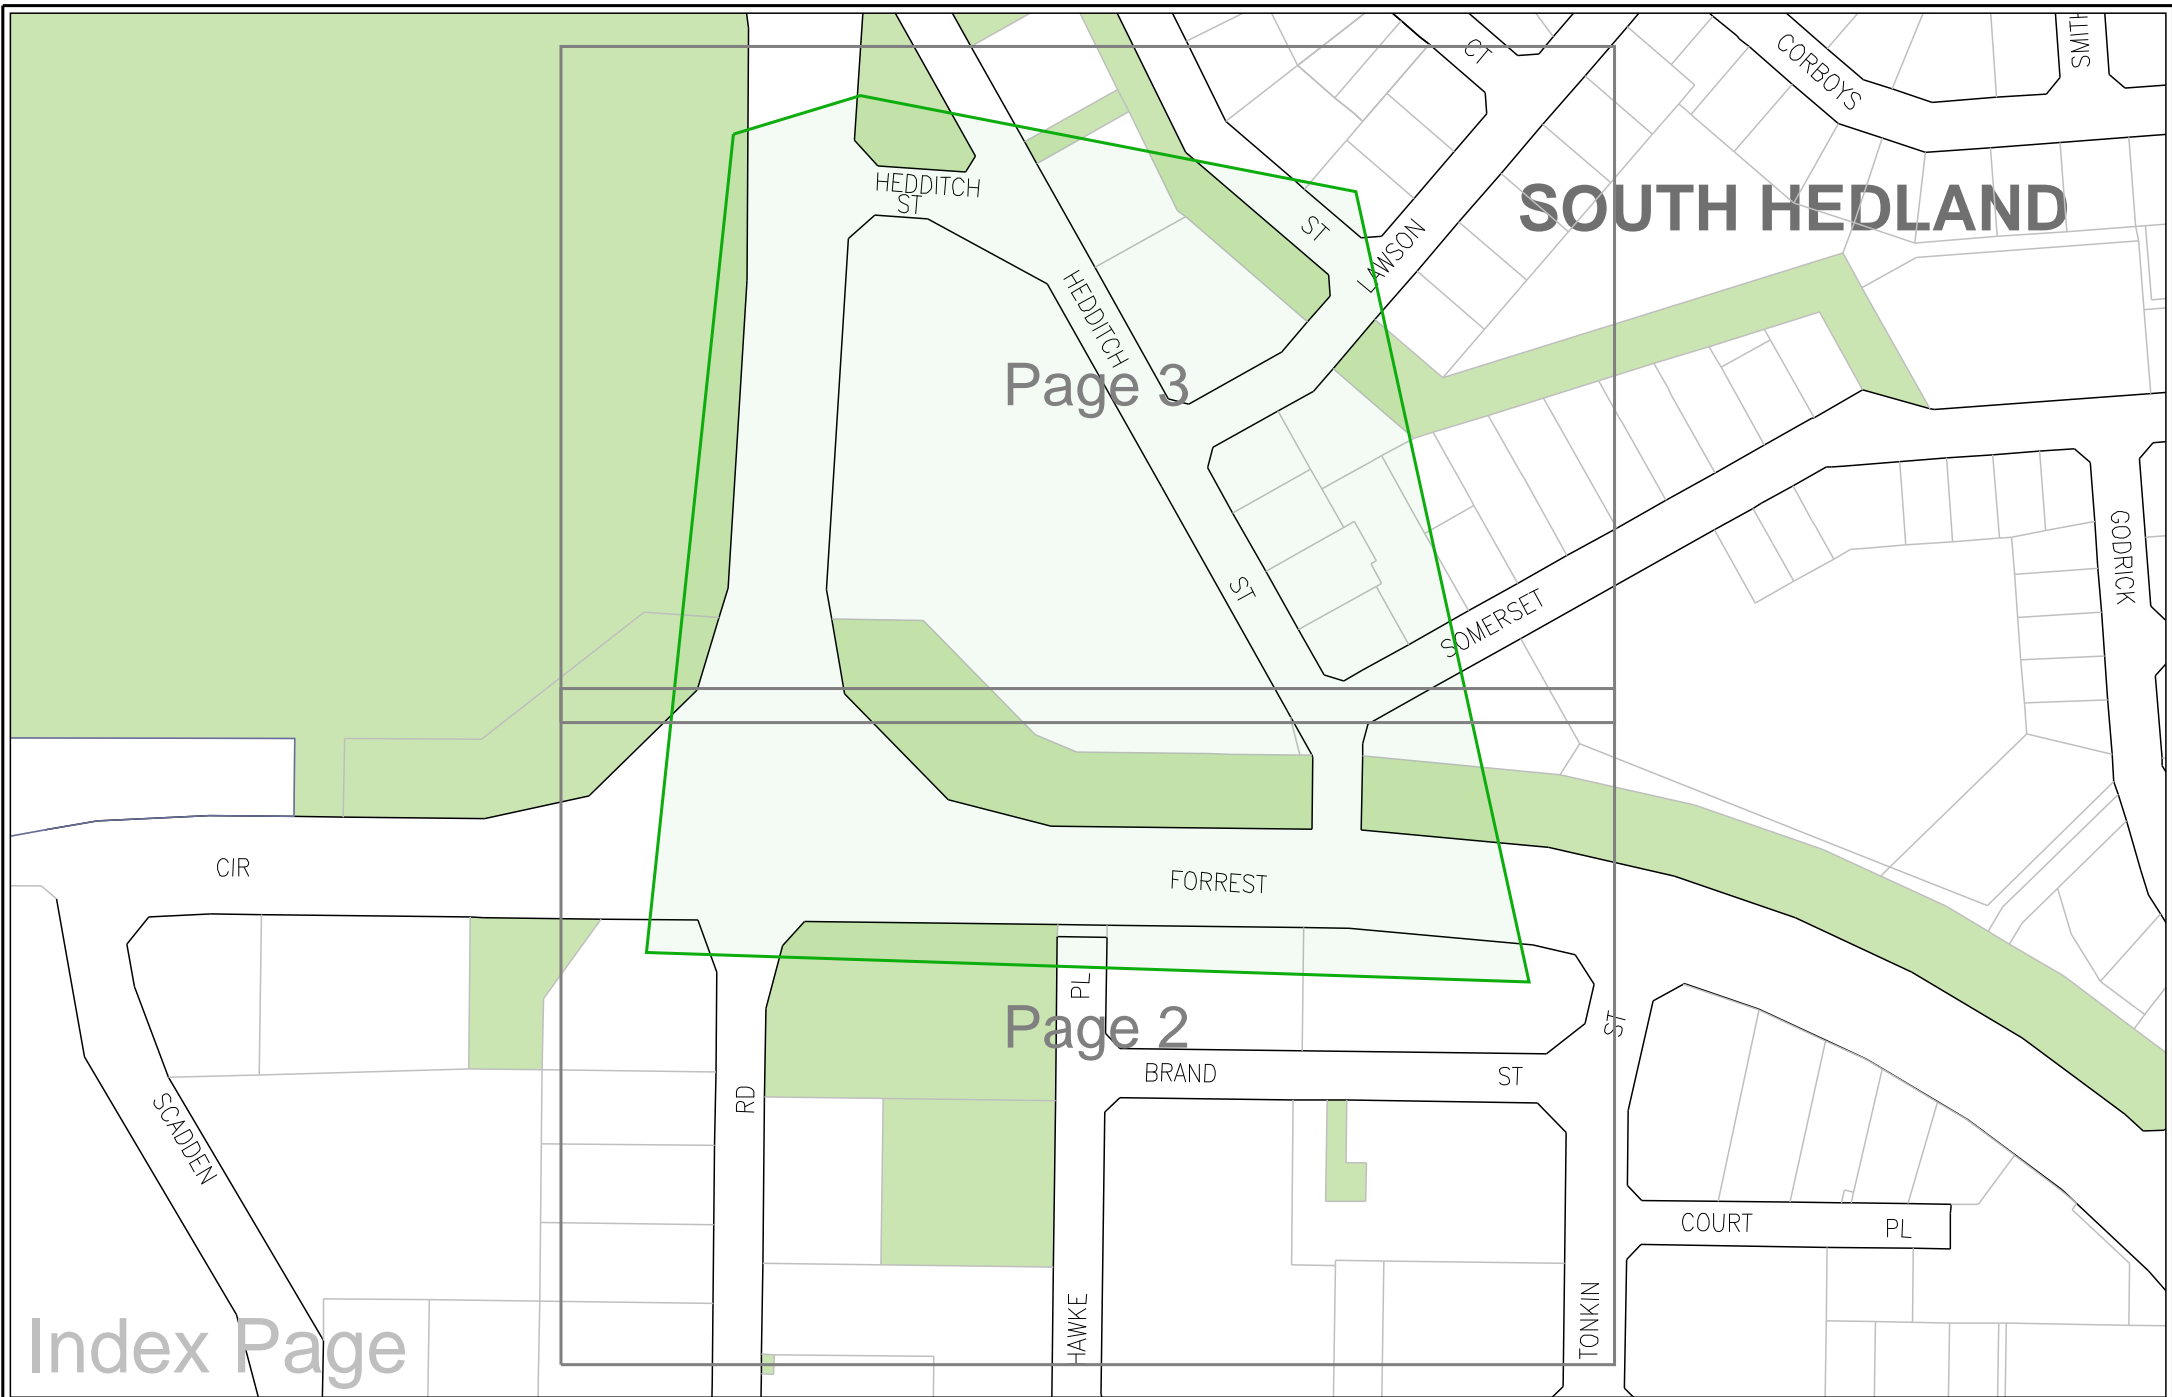 CT
CORBOYS
SMITH
HEDDITCH
ST
SOUTH HEDLAND
ST
LAWSON
HEDDITCH
Page 3
ST
SOMERSET
GODRICK
CIR
FORREST
PL
Page 2
ST
BRAND
ST
RD
SCADDEN
COURT
PL
HAWKE
TONKIN
Index Page